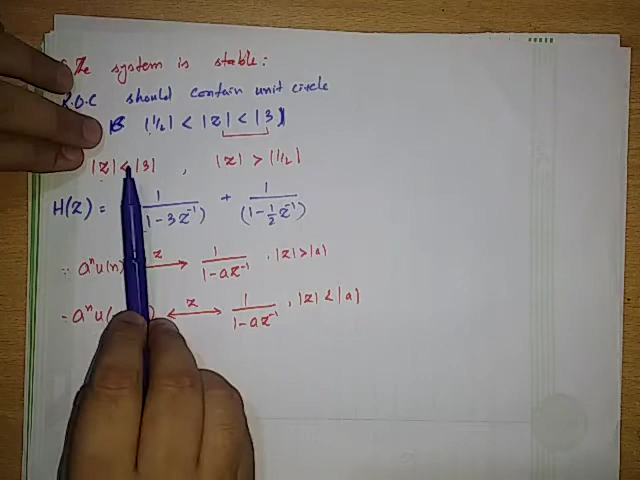 system is stable:
R.O.C should contain unit circle
|1/2| < |z| < |3|
|z| < |3| , |z| > |1/2|
H(z) = 1/(1-3z⁻¹) + 1/(1-1/2z⁻¹)
∵ aⁿu(n) z→ 1/1-az⁻¹ , |z|>|a|
- aⁿu( ) ⟷z 1/1-az⁻¹ , |z|<|a|